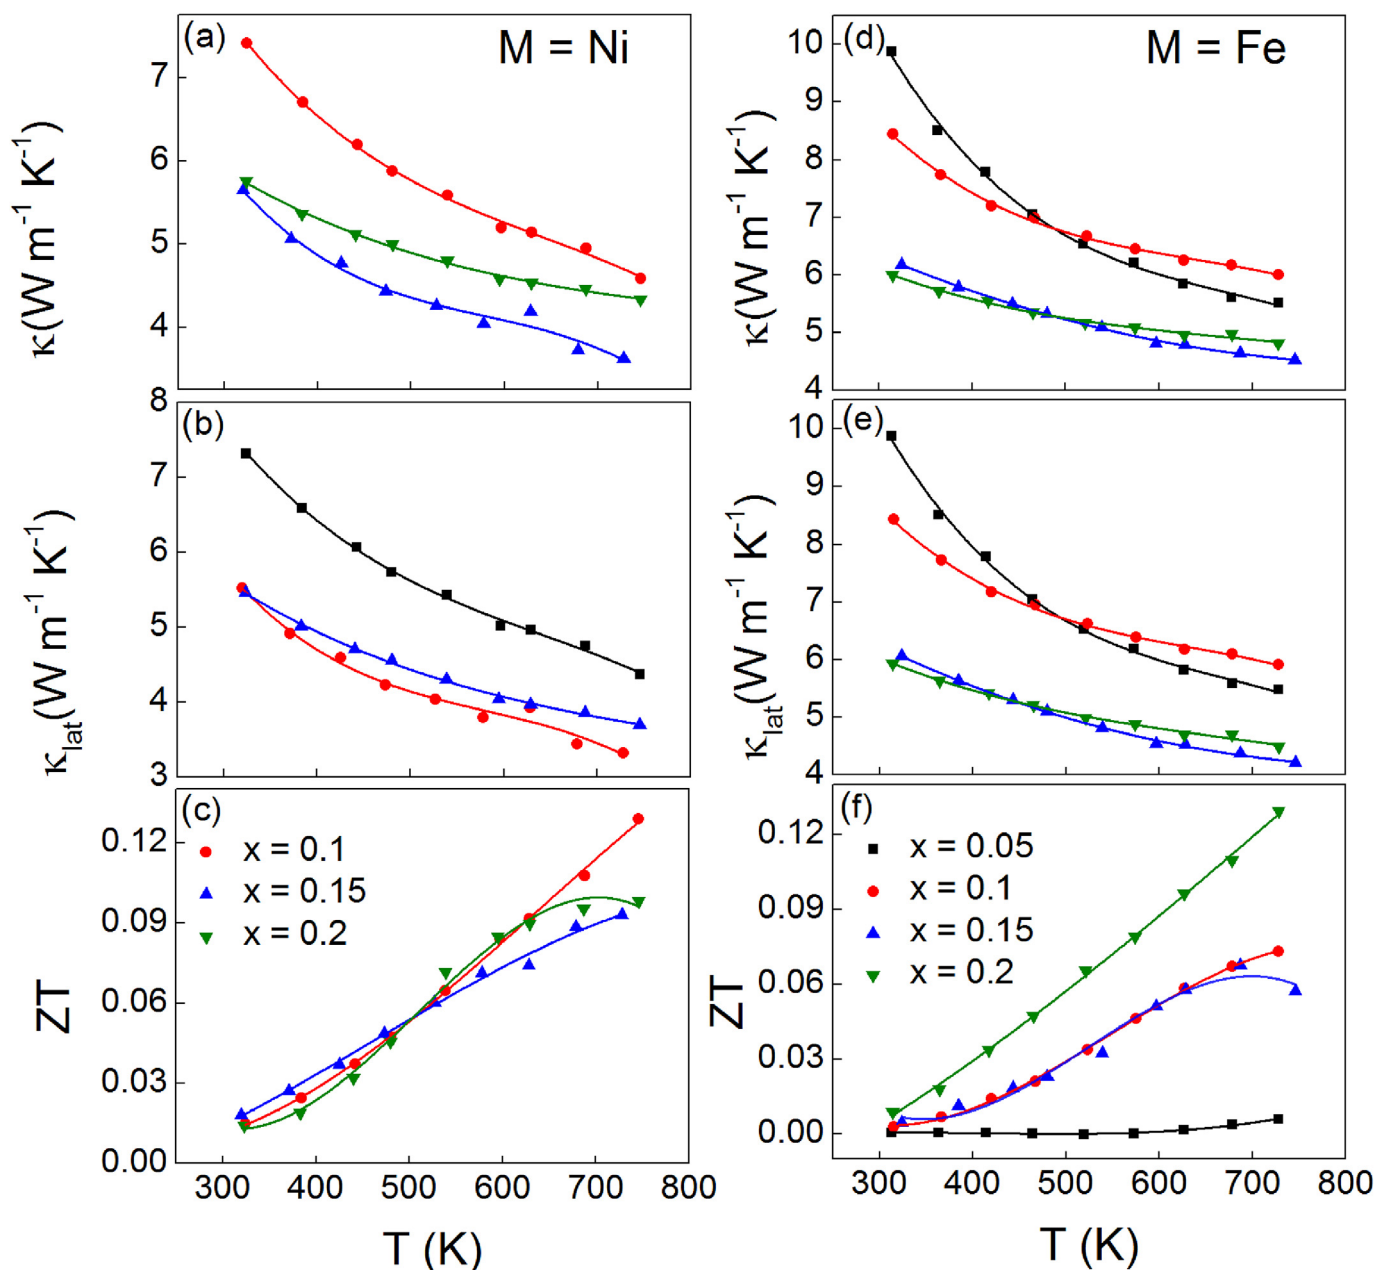 (a)
M = Ni
7
6
5
4
κ(W m⁻¹ K⁻¹)
(d)
M = Fe
10
9
8
7
6
5
4
κ(W m⁻¹ K⁻¹)
(b)
8
7
6
5
4
3
κlat(W m⁻¹ K⁻¹)
(e)
10
9
8
7
6
5
4
κlat(W m⁻¹ K⁻¹)
(c)
x = 0.1
x = 0.15
x = 0.2
0.12
0.09
0.06
0.03
0.00
ZT
300 400 500 600 700 800
T (K)
(f)
x = 0.05
x = 0.1
x = 0.15
x = 0.2
0.12
0.09
0.06
0.03
0.00
ZT
300 400 500 600 700 800
T (K)